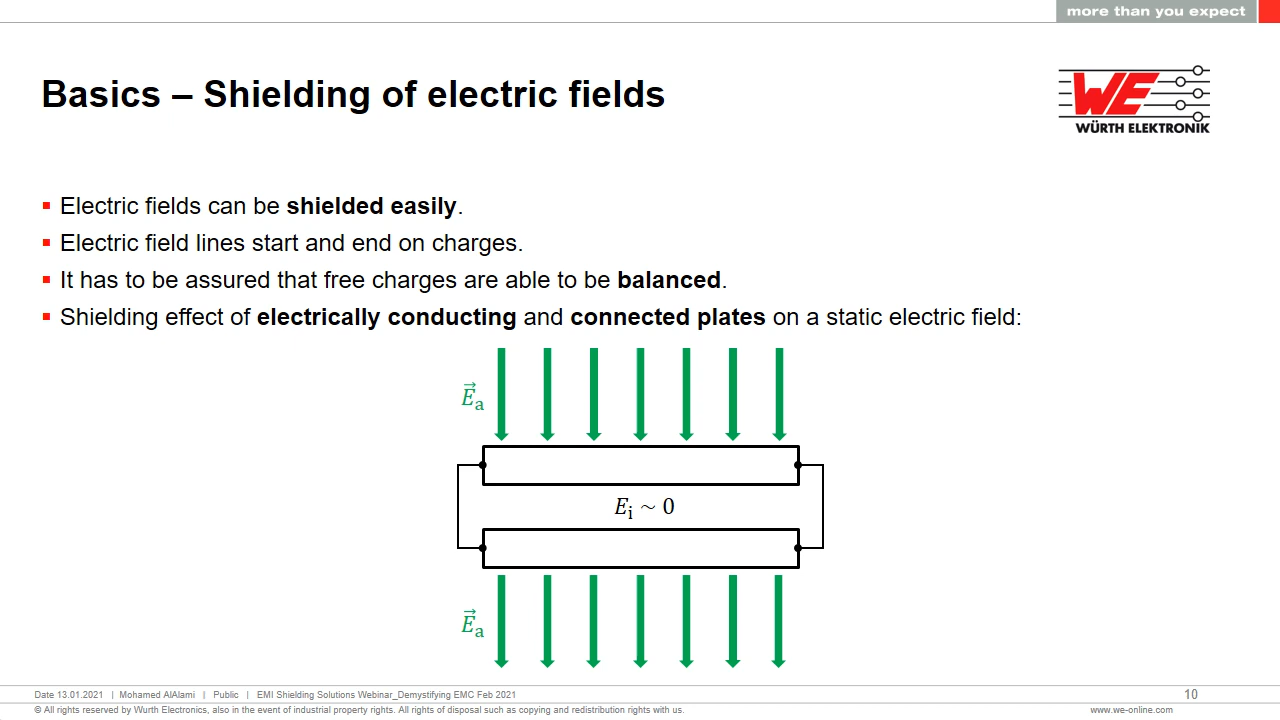 more than you expect
Basics – Shielding of electric fields
WE
WÜRTH ELEKTRONIK
▪ Electric fields can be shielded easily.
▪ Electric field lines start and end on charges.
▪ It has to be assured that free charges are able to be balanced.
▪ Shielding effect of electrically conducting and connected plates on a static electric field:
E⃗a
Ei ~ 0
E⃗a
Date 13.01.2021 | Mohamed AlAlami | Public | EMI Shielding Solutions Webinar_Demystifying EMC Feb 2021
10
© All rights reserved by Wurth Electronics, also in the event of industrial property rights. All rights of disposal such as copying and redistribution rights with us.
www.we-online.com